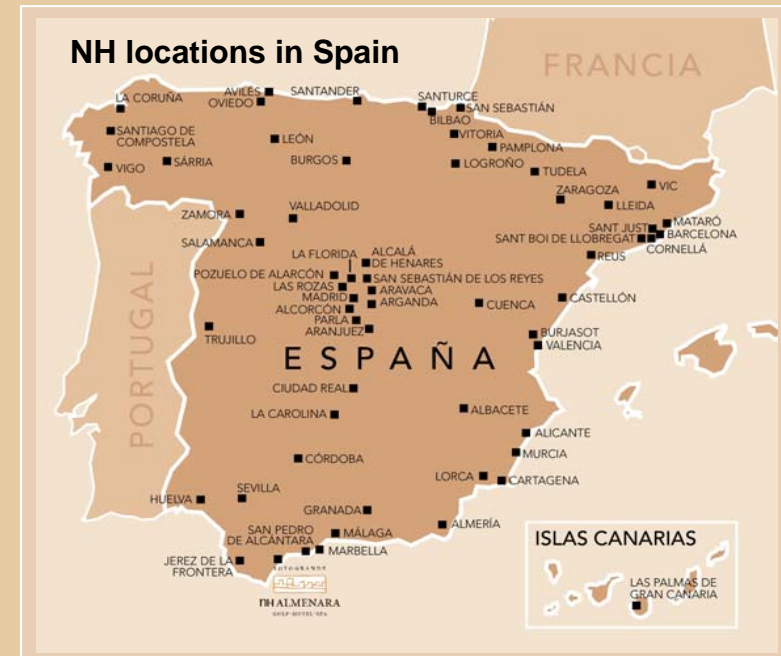 NH locations in Spain
FRANCIA
LA CORUÑA
AVILES
OVIEDO
SANTANDER
SANTURCE
BILBAO
SAN SEBASTIÁN
SANTIAGO DE
COMPOSTELA
LEÓN
VITORIA
PAMPLONA
VIGO
SÁRRIA
BURGOS
LOGROÑO
TUDELA
ZARAGOZA
VIC
LLEIDA
ZAMORA
VALLADOLID
SANT JUST
MATARÓ
BARCELONA
SANT BOI DE LLOBREGAT
CORNELLÁ
SALAMANCA
LA FLORIDA
ALCALÁ
DE HENARES
REUS
POZUELO DE ALARCÓN
SAN SEBASTIÁN DE LOS REYES
LAS ROZAS
ARAVACA
MADRID
ARGANDA
CUENCA
CASTELLÓN
ALCORCÓN
PARLA
ARANJUEZ
TRUJILLO
BURJASOT
VALENCIA
PORTUGAL
ESPAÑA
CIUDAD REAL
LA CAROLINA
ALBACETE
ALICANTE
MURCIA
CÓRDOBA
LORCA
CARTAGENA
HUELVA
SEVILLA
GRANADA
ALMERÍA
SAN PEDRO
DE ALCÁNTARA
MÁLAGA
MARBELLA
JEREZ DE LA
FRONTERA
SOTOGRANDE
NH ALMENARA
GOLF-HOTEL-SPA
ISLAS CANARIAS
LAS PALMAS DE
GRAN CANARIA